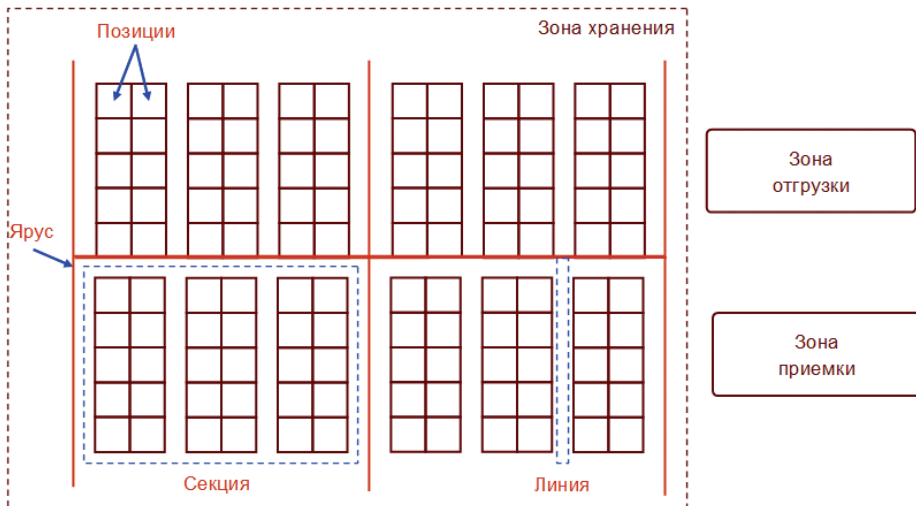 Позиции
Зона хранения
Зона
отгрузки
Ярус
Зона
приемки
Секция
Линия